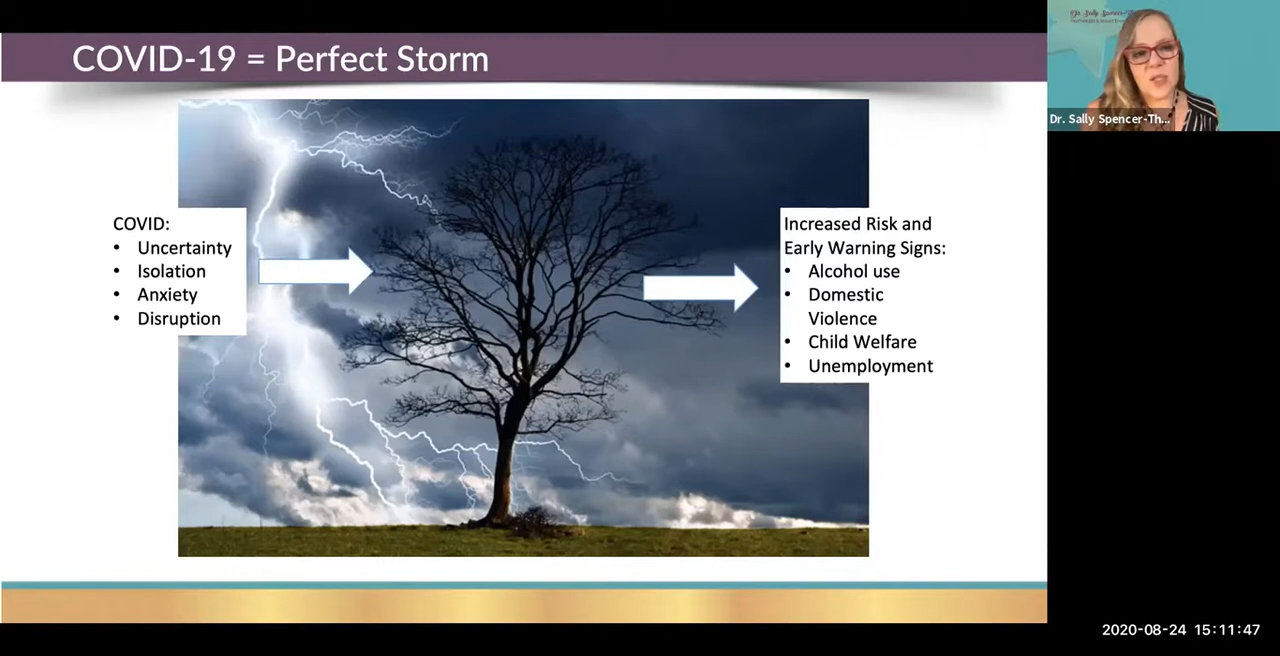 COVID-19 = Perfect Storm
Dr. Sally Spencer-Th...
COVID:
• Uncertainty
• Isolation
• Anxiety
• Disruption
Increased Risk and
Early Warning Signs:
• Alcohol use
• Domestic
Violence
• Child Welfare
• Unemployment
2020-08-24 15:11:47